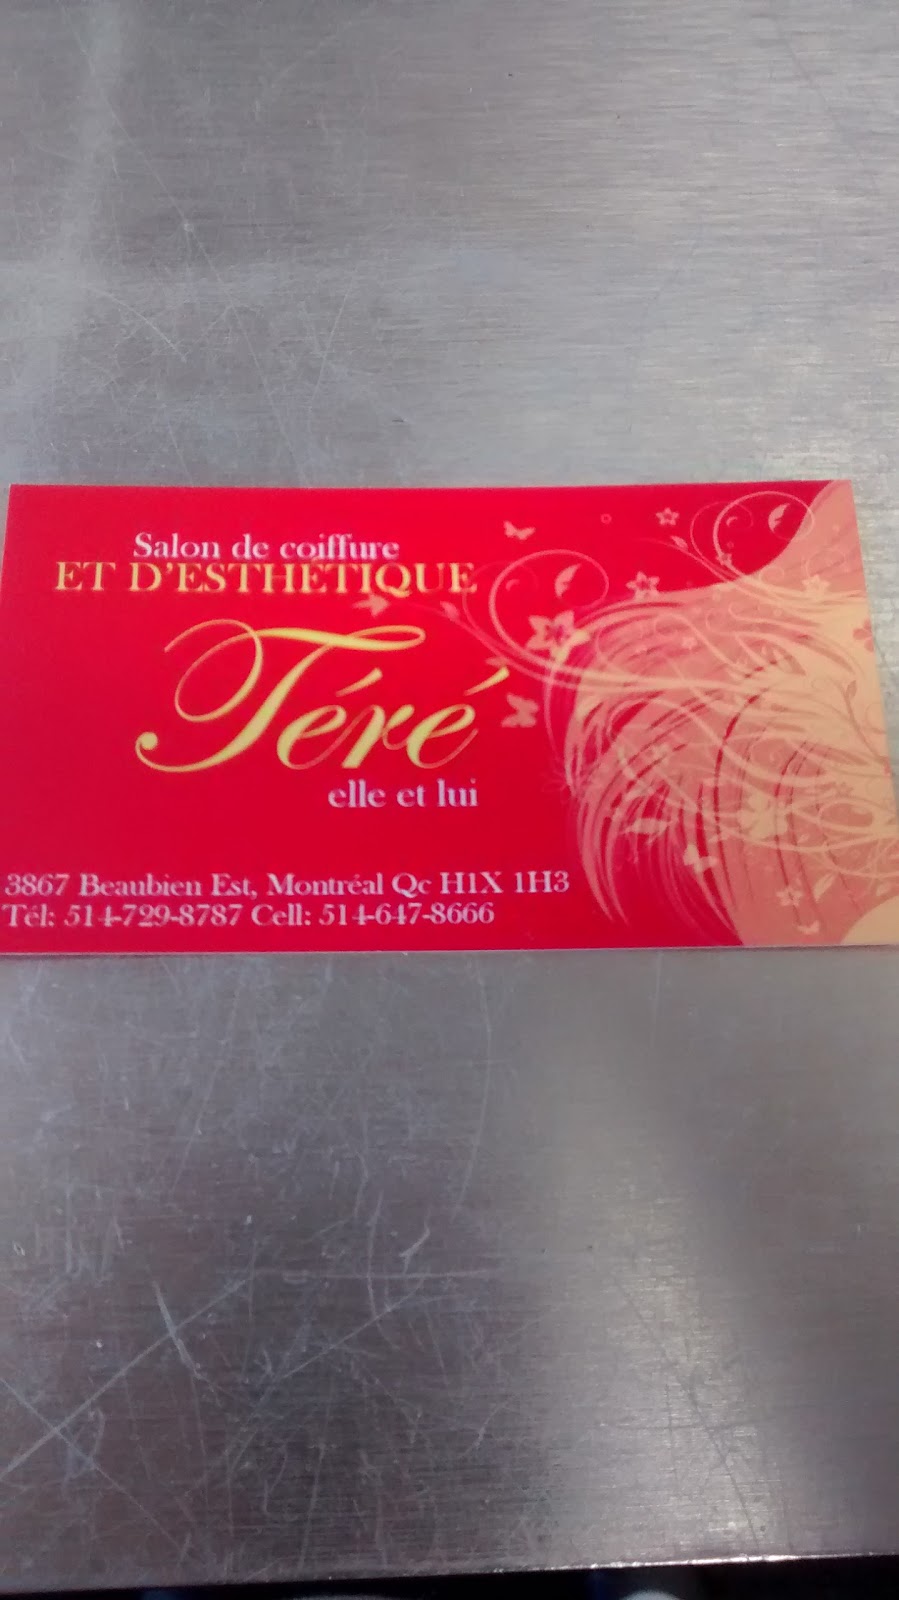 Salon de coiffure
ET D'ESTHÉTIQUE
Téré
elle et lui
3867 Beaubien Est, Montréal Qc H1X 1H3
Tél: 514-729-8787 Cell: 514-647-8666